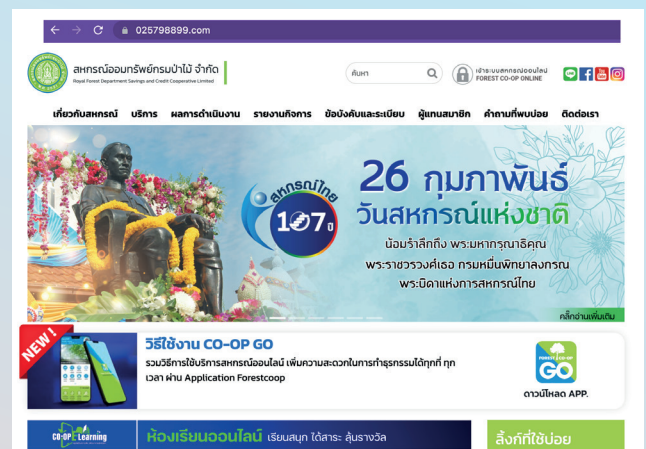 025798899.com
สหกรณ์ออมทรัพย์กรมป่าไม้ จำกัด
Royal Forest Department Savings and Credit Cooperative Limited
ค้นหา
เข้าระบบสหกรณ์ออนไลน์
FOREST CO-OP ONLINE
เกี่ยวกับสหกรณ์ บริการ ผลการดำเนินงาน รายงานกิจการ ข้อบังคับและระเบียบ ผู้แทนสมาชิก คำถามที่พบบ่อย ติดต่อเรา
สหกรณ์ไทย
107ปี
26 กุมภาพันธ์
วันสหกรณ์แห่งชาติ
น้อมรำลึกถึง พระมหากรุณาธิคุณ
พระราชวรวงศ์เธอ กรมหมื่นพิทยาลงกรณ
พระบิดาแห่งการสหกรณ์ไทย
คลิ๊กอ่านเพิ่มเติม
NEW!
วิธีใช้งาน CO-OP GO
รวมวิธีการใช้บริการสหกรณ์ออนไลน์ เพิ่มความสะดวกในการทำธุรกรรมได้ทุกที่ ทุก
เวลา ผ่าน Application Forestcoop
FOREST CO-OP
GO
ดาวน์โหลด APP.
CO-OP Learning
ห้องเรียนออนไลน์ เรียนสนุก ได้สาระ ลุ้นรางวัล
ลิ้งก์ที่ใช้บ่อย